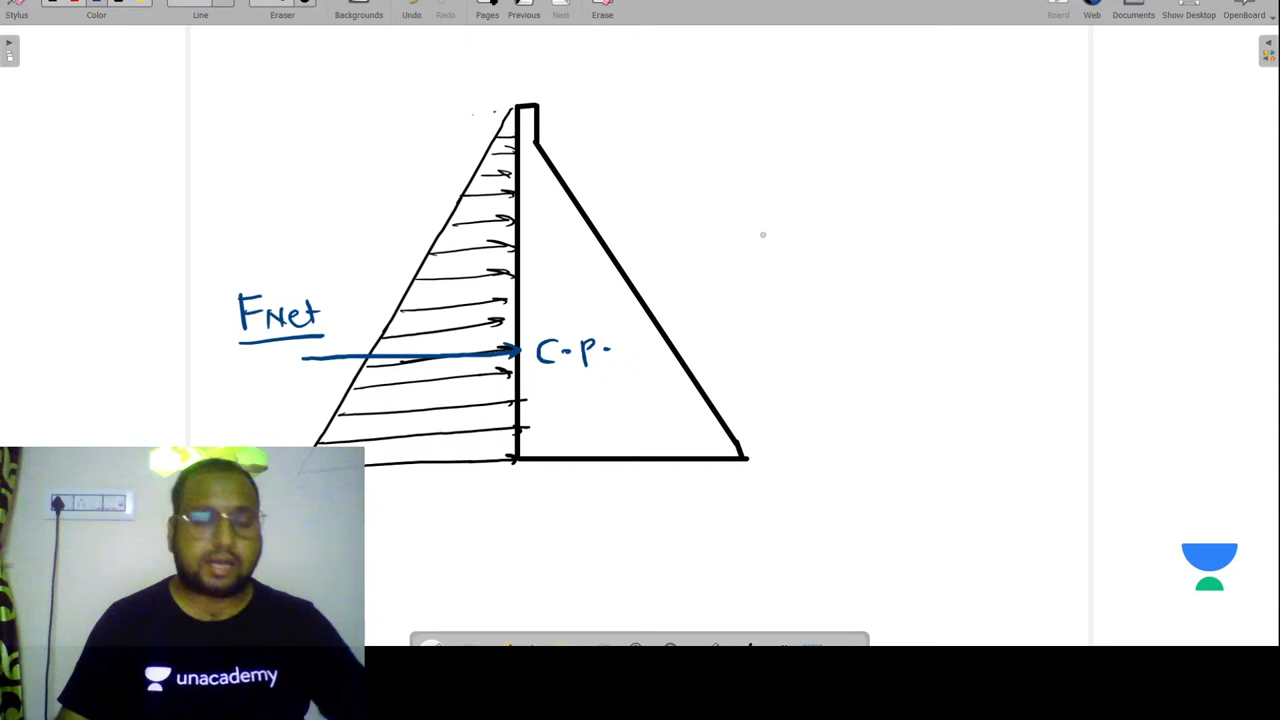 Stylus
Color
Line
Eraser
Backgrounds
Undo
Redo
Pages
Previous
Next
Erase
Board
Web
Documents
Show Desktop
OpenBoard
FNet
C.P.
unacademy